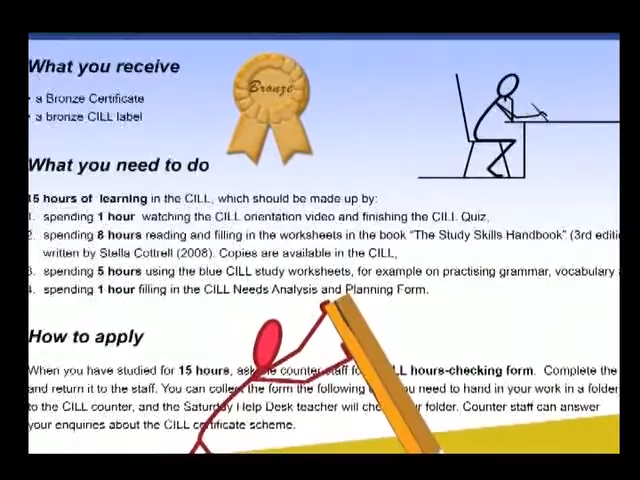 What you receive
Bronze
• a Bronze Certificate
• a bronze CILL label
What you need to do
15 hours of learning in the CILL, which should be made up by:
1. spending 1 hour watching the CILL orientation video and finishing the CILL Quiz,
2. spending 8 hours reading and filling in the worksheets in the book "The Study Skills Handbook" (3rd editi
written by Stella Cottrell (2008). Copies are available in the CILL,
3. spending 5 hours using the blue CILL study worksheets, for example on practising grammar, vocabulary a
4. spending 1 hour filling in the CILL Needs Analysis and Planning Form.
How to apply
When you have studied for 15 hours, ask the counter staff fo LL hours-checking form. Complete the
and return it to the staff. You can collect the form the following ou need to hand in your work in a folder
to the CILL counter, and the Saturday Help Desk teacher will che r folder. Counter staff can answer
your enquiries about the CILL certificate scheme.